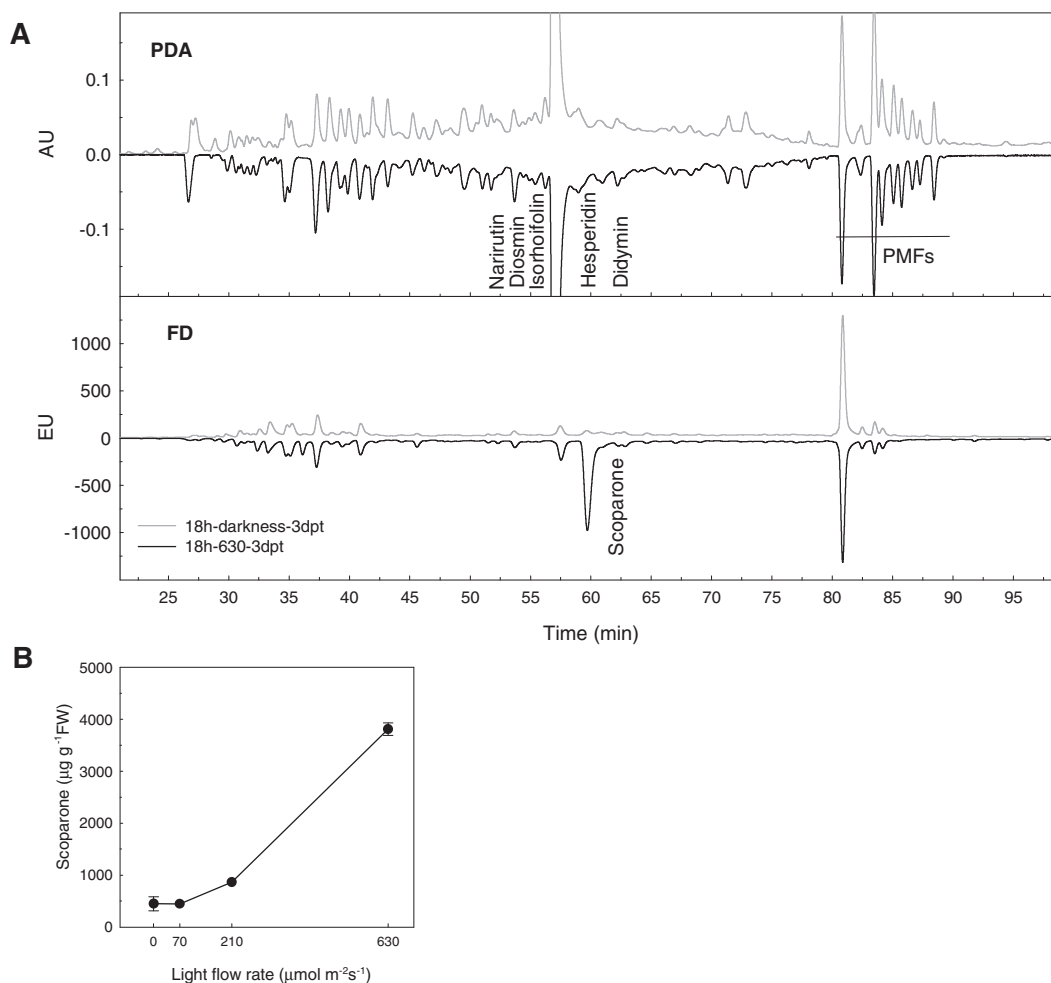 A
PDA
0.1
0.0
-0.1
AU
Narirutin
Diosmin
Isorhoifolin
Hesperidin
Didymin
PMFs
FD
1000
500
0
-500
-1000
EU
Scoparone
18h-darkness-3dpt
18h-630-3dpt
25 30 35 40 45 50 55 60 65 70 75 80 85 90 95
Time (min)
B
5000
4000
3000
2000
1000
0
Scoparone (µg g⁻¹FW)
0 70 210 630
Light flow rate (µmol m⁻²s⁻¹)